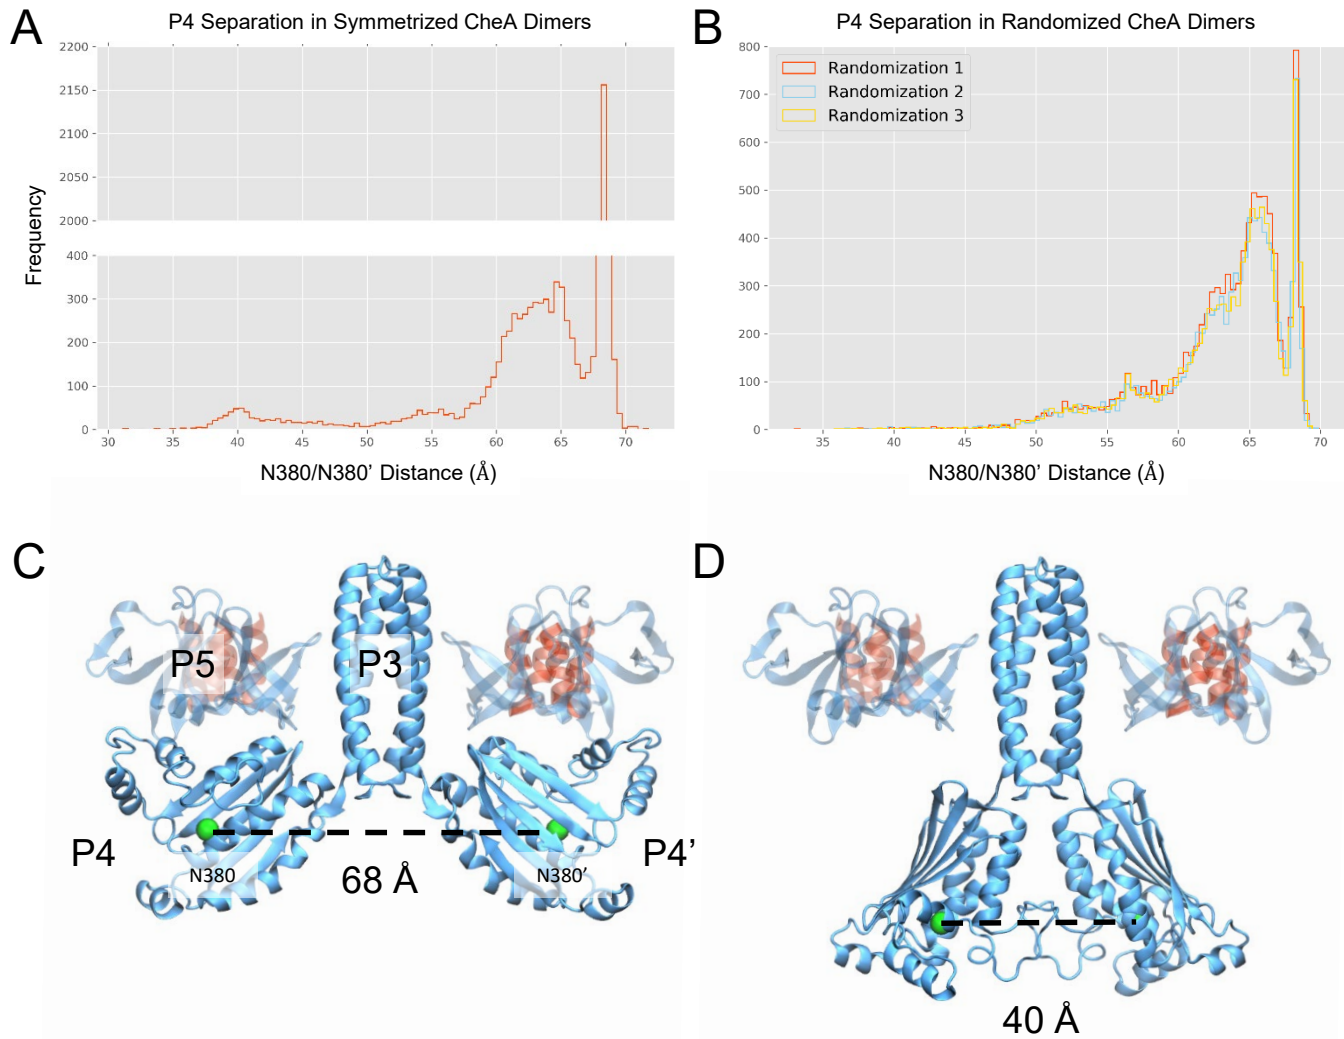 A
P4 Separation in Symmetrized CheA Dimers
2200
2150
2100
2050
2000
400
300
200
100
0
Frequency
30 35 40 45 50 55 60 65 70
N380/N380’ Distance (Å)
B
P4 Separation in Randomized CheA Dimers
800
700
600
500
400
300
200
100
0
Randomization 1
Randomization 2
Randomization 3
35 40 45 50 55 60 65 70
N380/N380’ Distance (Å)
C
P5
P3
P4
P4’
N380
N380’
68 Å
D
40 Å